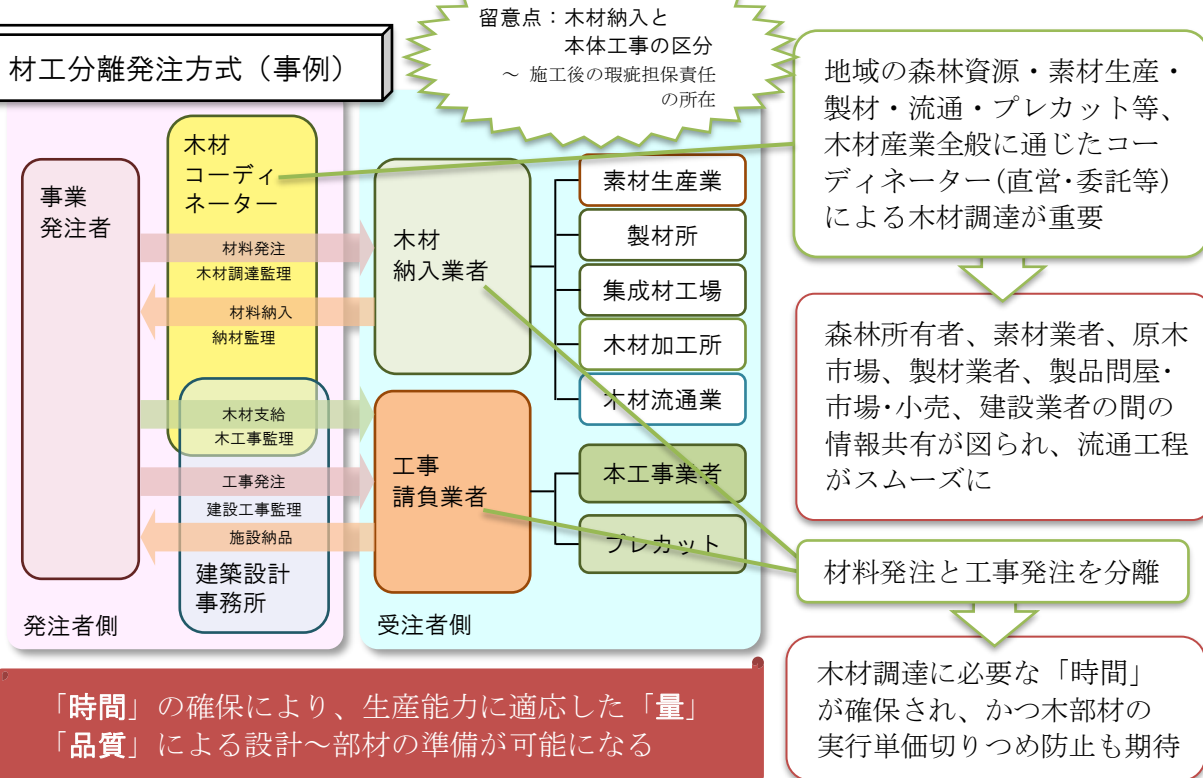 材工分離発注方式（事例）
留意点：木材納入と
本体工事の区分
～ 施工後の瑕疵担保責任
の所在
事業
発注者
木材
コーディ
ネーター
材料発注
木材調達監理
材料納入
納材監理
木材支給
木工事監理
工事発注
建設工事監理
施設納品
建築設計
事務所
発注者側
木材
納入業者
工事
請負業者
受注者側
素材生産業
製材所
集成材工場
木材加工所
木材流通業
本工事業者
プレカット
地域の森林資源・素材生産・
製材・流通・プレカット等、
木材産業全般に通じたコー
ディネーター(直営・委託等)
による木材調達が重要
森林所有者、素材業者、原木
市場、製材業者、製品問屋・
市場・小売、建設業者の間の
情報共有が図られ、流通工程
がスムーズに
材料発注と工事発注を分離
木材調達に必要な「時間」
が確保され、かつ木部材の
実行単価切りつめ防止も期待
「時間」の確保により、生産能力に適応した「量」
「品質」による設計～部材の準備が可能になる